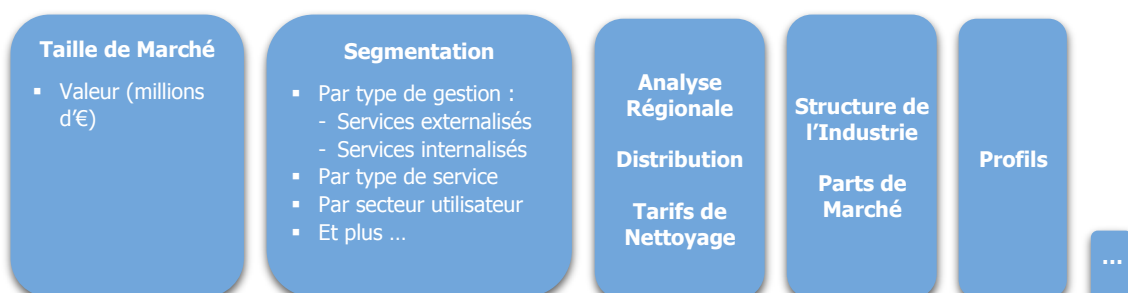 Taille de Marché
▪ Valeur (millions
d'€)
Segmentation
▪ Par type de gestion :
- Services externalisés
- Services internalisés
▪ Par type de service
▪ Par secteur utilisateur
▪ Et plus ...
Analyse
Régionale
Distribution
Tarifs de
Nettoyage
Structure de
l'Industrie
Parts de
Marché
Profils
...